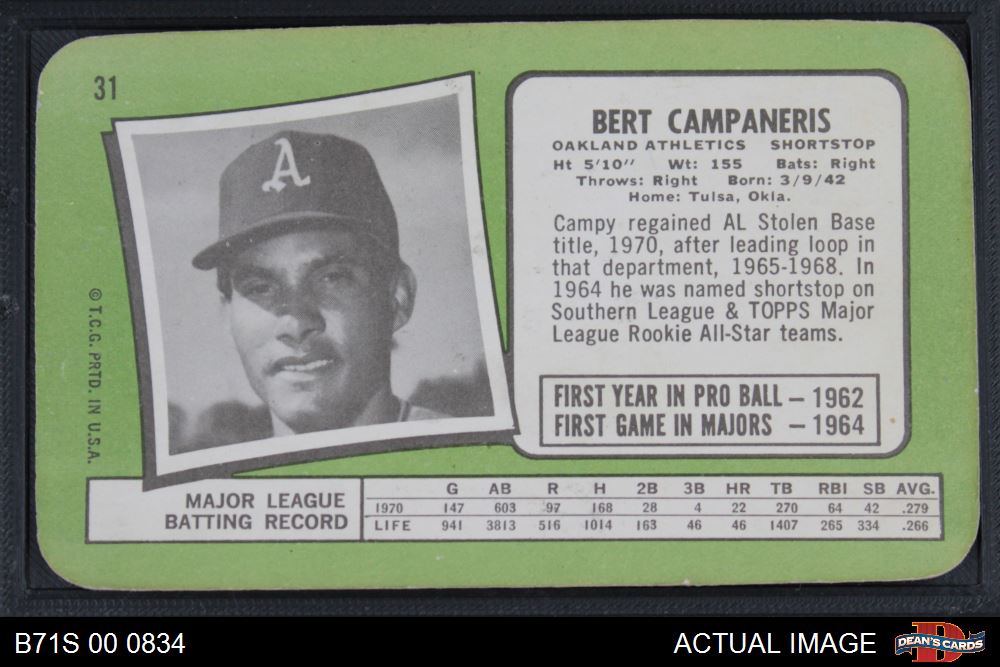 31
A
© T.C.G. PRTD. IN U.S.A.
BERT CAMPANERIS
OAKLAND ATHLETICS SHORTSTOP
Ht 5'10" Wt: 155 Bats: Right
Throws: Right Born: 3/9/42
Home: Tulsa, Okla.
Campy regained AL Stolen Base
title, 1970, after leading loop in
that department, 1965-1968. In
1964 he was named shortstop on
Southern League & TOPPS Major
League Rookie All-Star teams.
FIRST YEAR IN PRO BALL – 1962
FIRST GAME IN MAJORS – 1964
MAJOR LEAGUE
BATTING RECORD
G AB R H 2B 3B HR TB RBI SB AVG.
1970 147 603 97 168 28 4 22 270 64 42 .279
LIFE 941 3813 516 1014 163 46 46 1407 265 334 .266
B71S 00 0834
ACTUAL IMAGE
D
DEAN'S CARDS